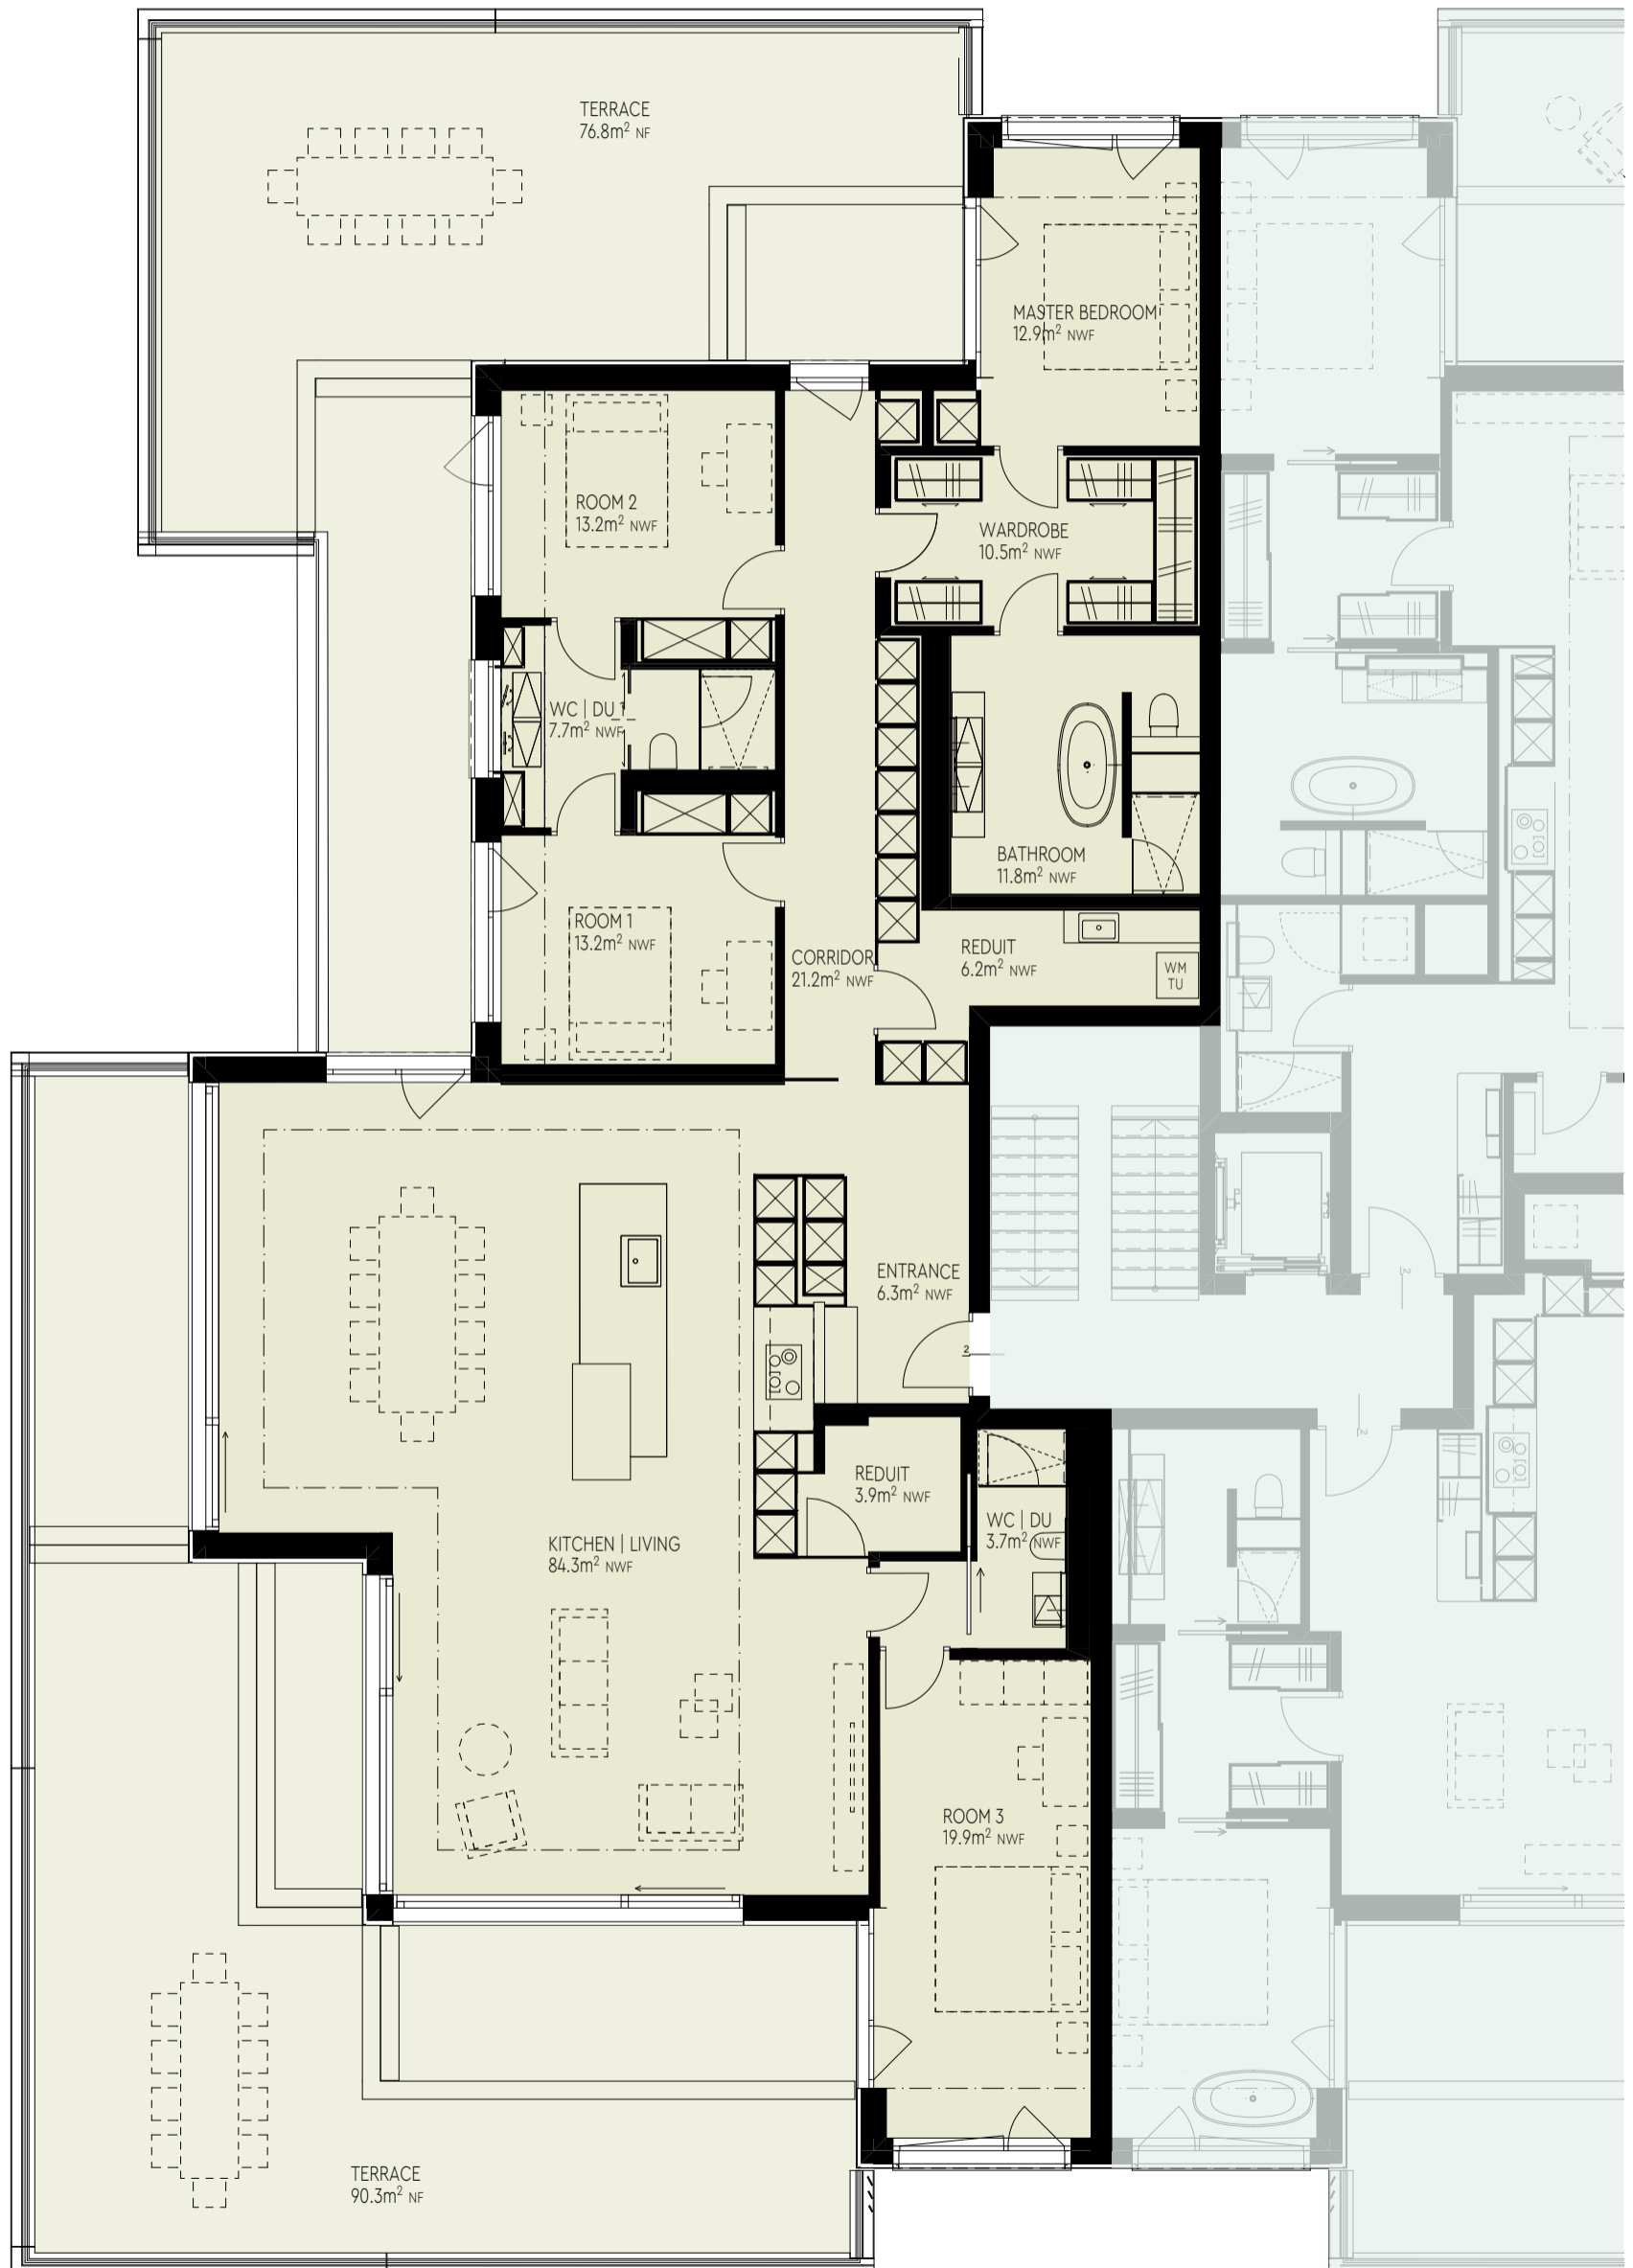 TERRACE
76.8m² NF
MASTER BEDROOM
12.9m² NWF
ROOM 2
13.2m² NWF
WARDROBE
10.5m² NWF
WC | DU 1
7.7m² NWF
BATHROOM
11.8m² NWF
ROOM 1
13.2m² NWF
CORRIDOR
21.2m² NWF
REDUIT
6.2m² NWF
WM
TU
ENTRANCE
6.3m² NWF
2
2
2
REDUIT
3.9m² NWF
WC | DU
3.7m² NWF
KITCHEN | LIVING
84.3m² NWF
ROOM 3
19.9m² NWF
TERRACE
90.3m² NF